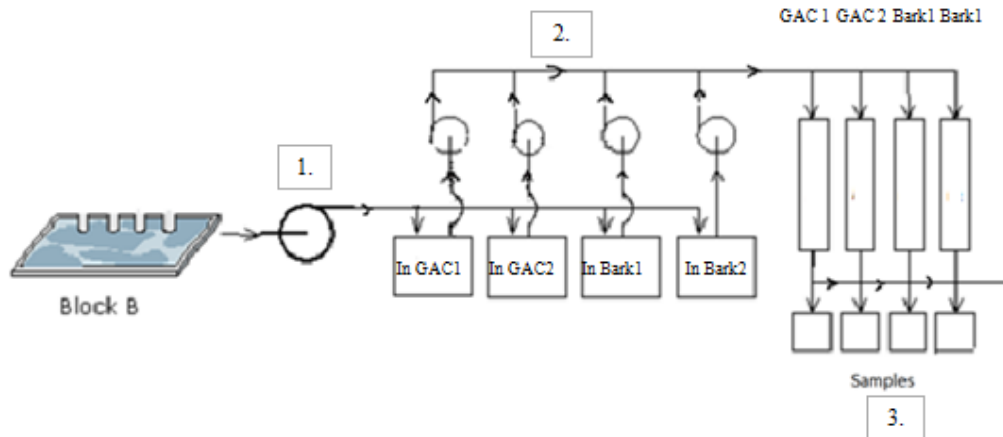 GAC 1 GAC 2 Bark1 Bark1
2.
1.
In GAC1
In GAC2
In Bark1
In Bark2
Block B
Samples
3.